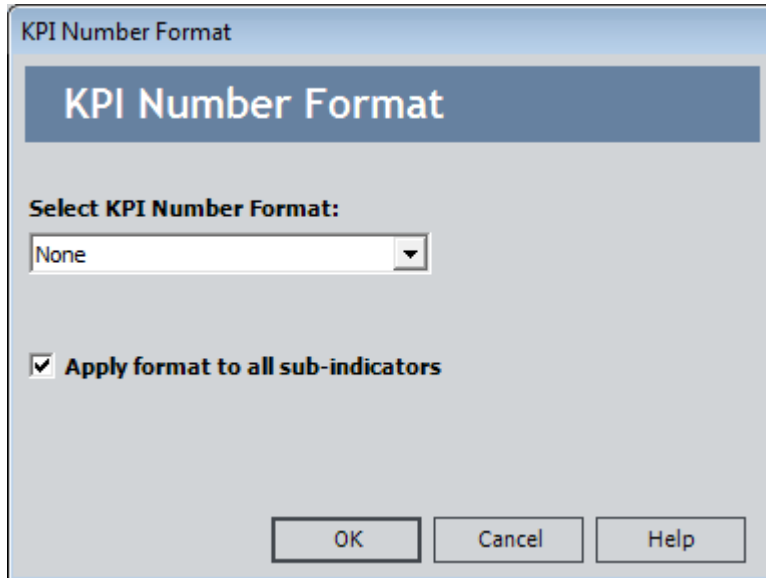 KPI Number Format
KPI Number Format
Select KPI Number Format:
None
Apply format to all sub-indicators
OK Cancel Help